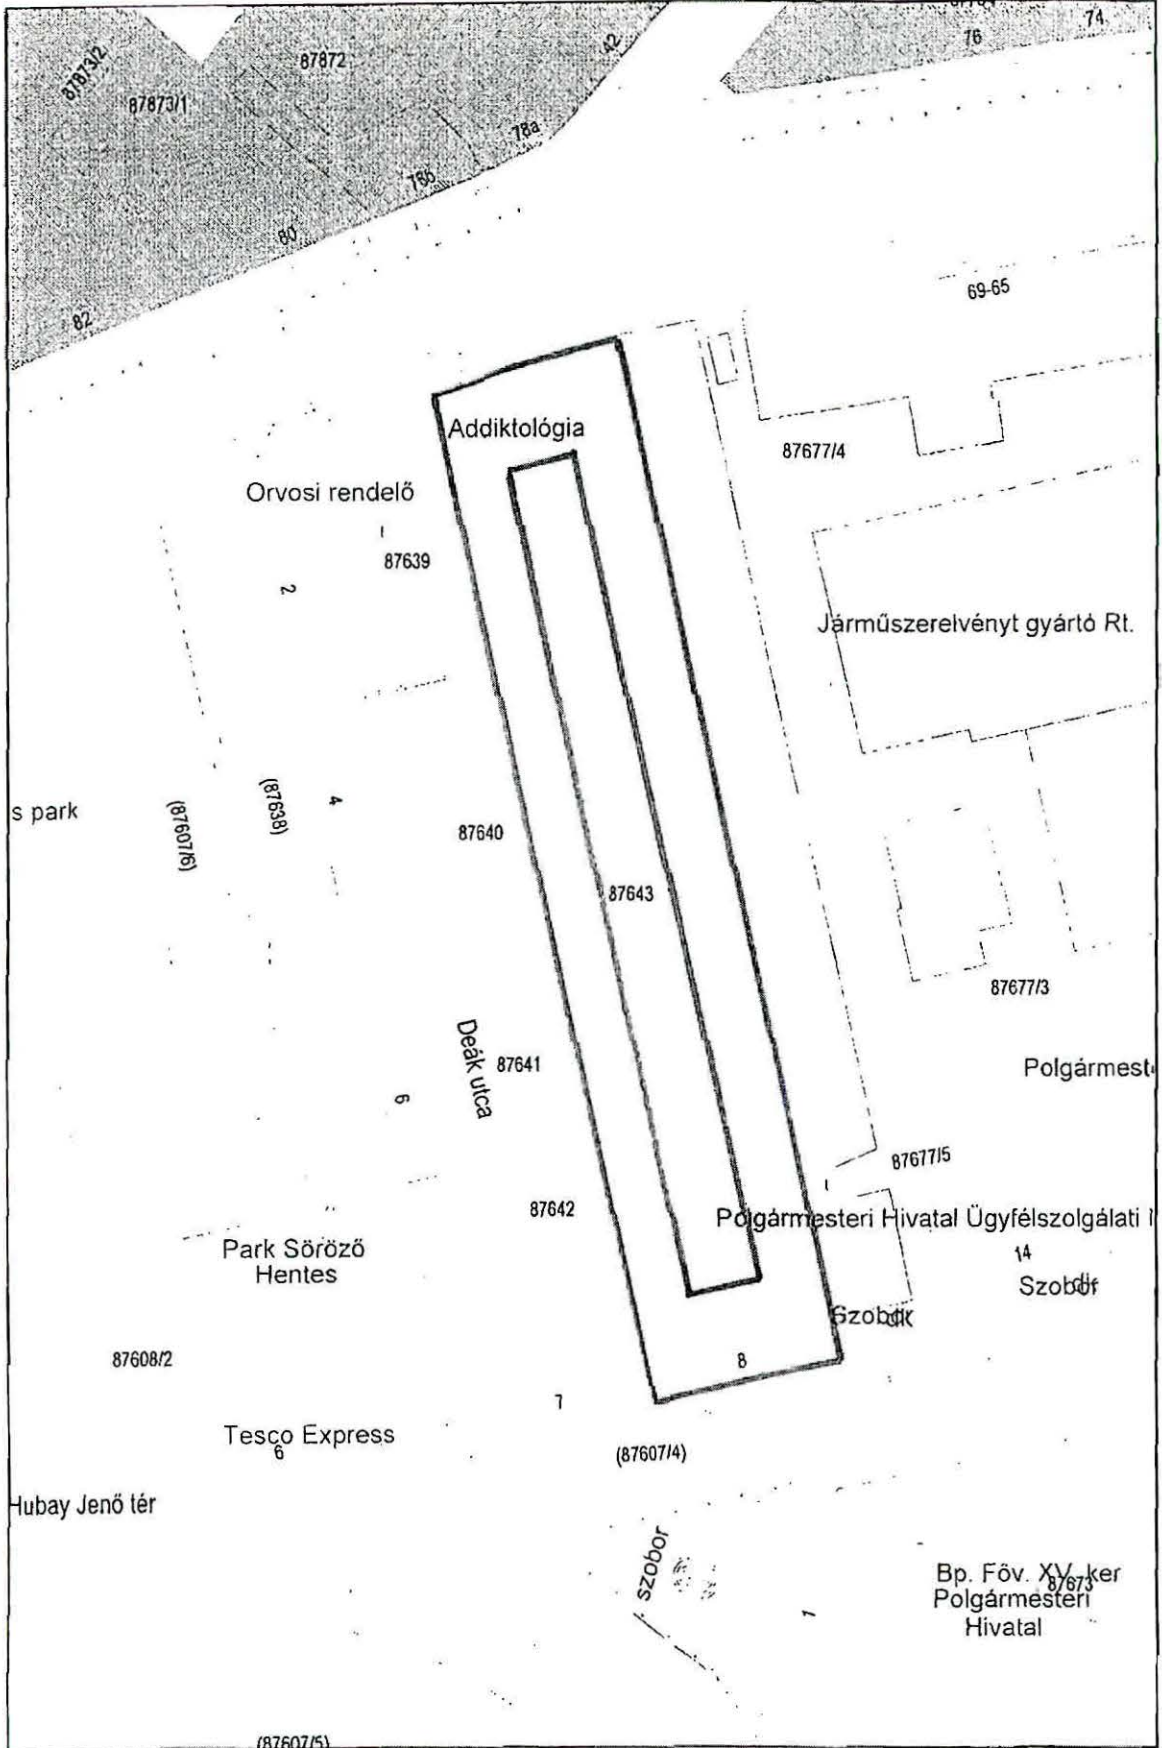 74
76
42
87872
87873/2
87873/1
78a
78b
80
82
69-65
Addiktológia
87677/4
Orvosi rendelő
87639
2
Járműszerelvényt gyártó Rt.
s park
(87607/6)
(87638)
4
87640
87643
87677/3
Deák utca
87641
Polgármest
6
87677/5
87642
Polgármesteri Hivatal Ügyfélszolgálati
Park Söröző
Hentes
14
Szobor
Szobor
87608/2
8
7
Tesco Express
6
(87607/4)
Hubay Jenő tér
szobor
Bp. Föv. XV. ker
87673
Polgármesteri
Hivatal
1
(87607/5)